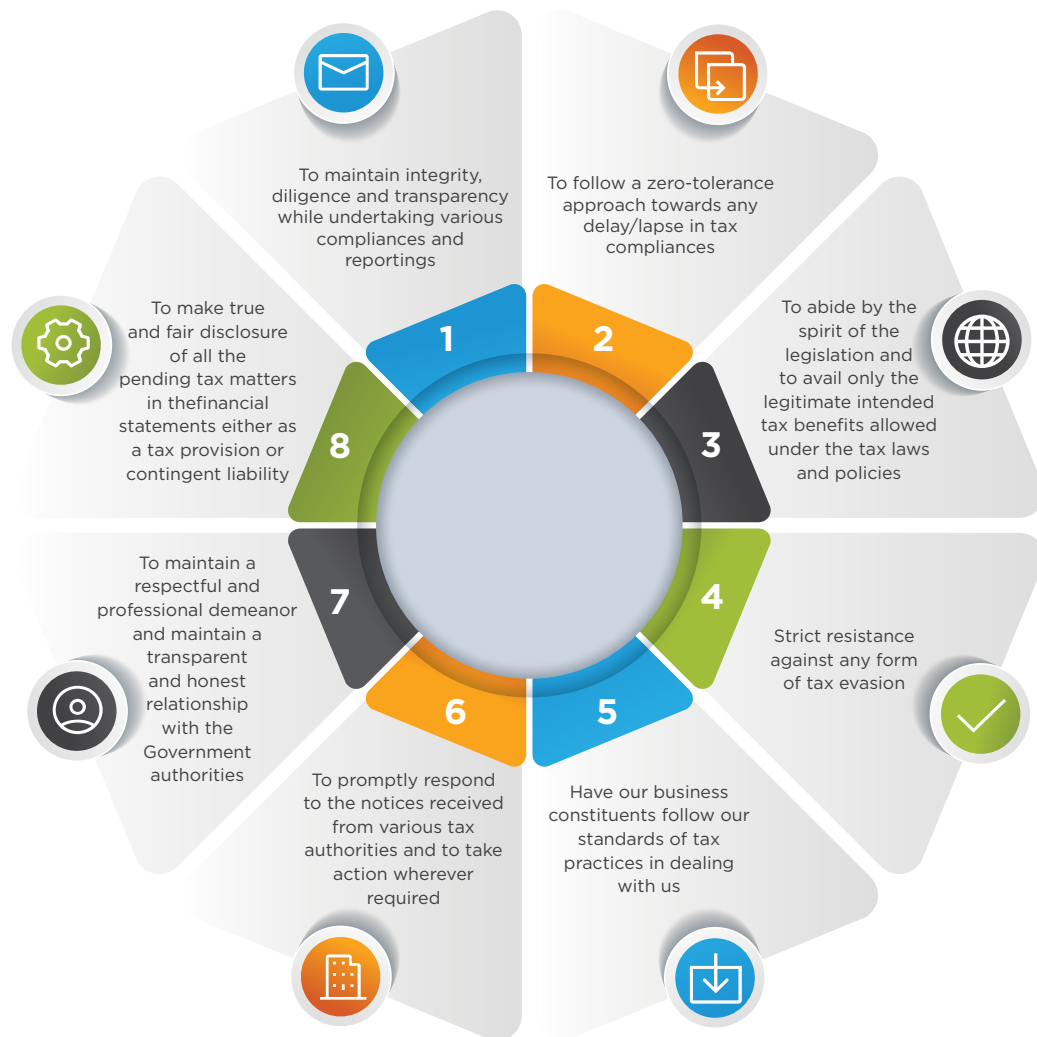 1
To maintain integrity,
diligence and transparency
while undertaking various
compliances and
reportings
2
To follow a zero-tolerance
approach towards any
delay/lapse in tax
compliances
3
To abide by the
spirit of the
legislation and
to avail only the
legitimate intended
tax benefits allowed
under the tax laws
and policies
4
Strict resistance
against any form
of tax evasion
5
Have our business
constituents follow our
standards of tax
practices in dealing
with us
6
To promptly respond
to the notices received
from various tax
authorities and to take
action wherever
required
7
To maintain a
respectful and
professional demeanor
and maintain a
transparent
and honest
relationship
with the
Government
authorities
8
To make true
and fair disclosure
of all the
pending tax matters
in thefinancial
statements either as
a tax provision or
contingent liability